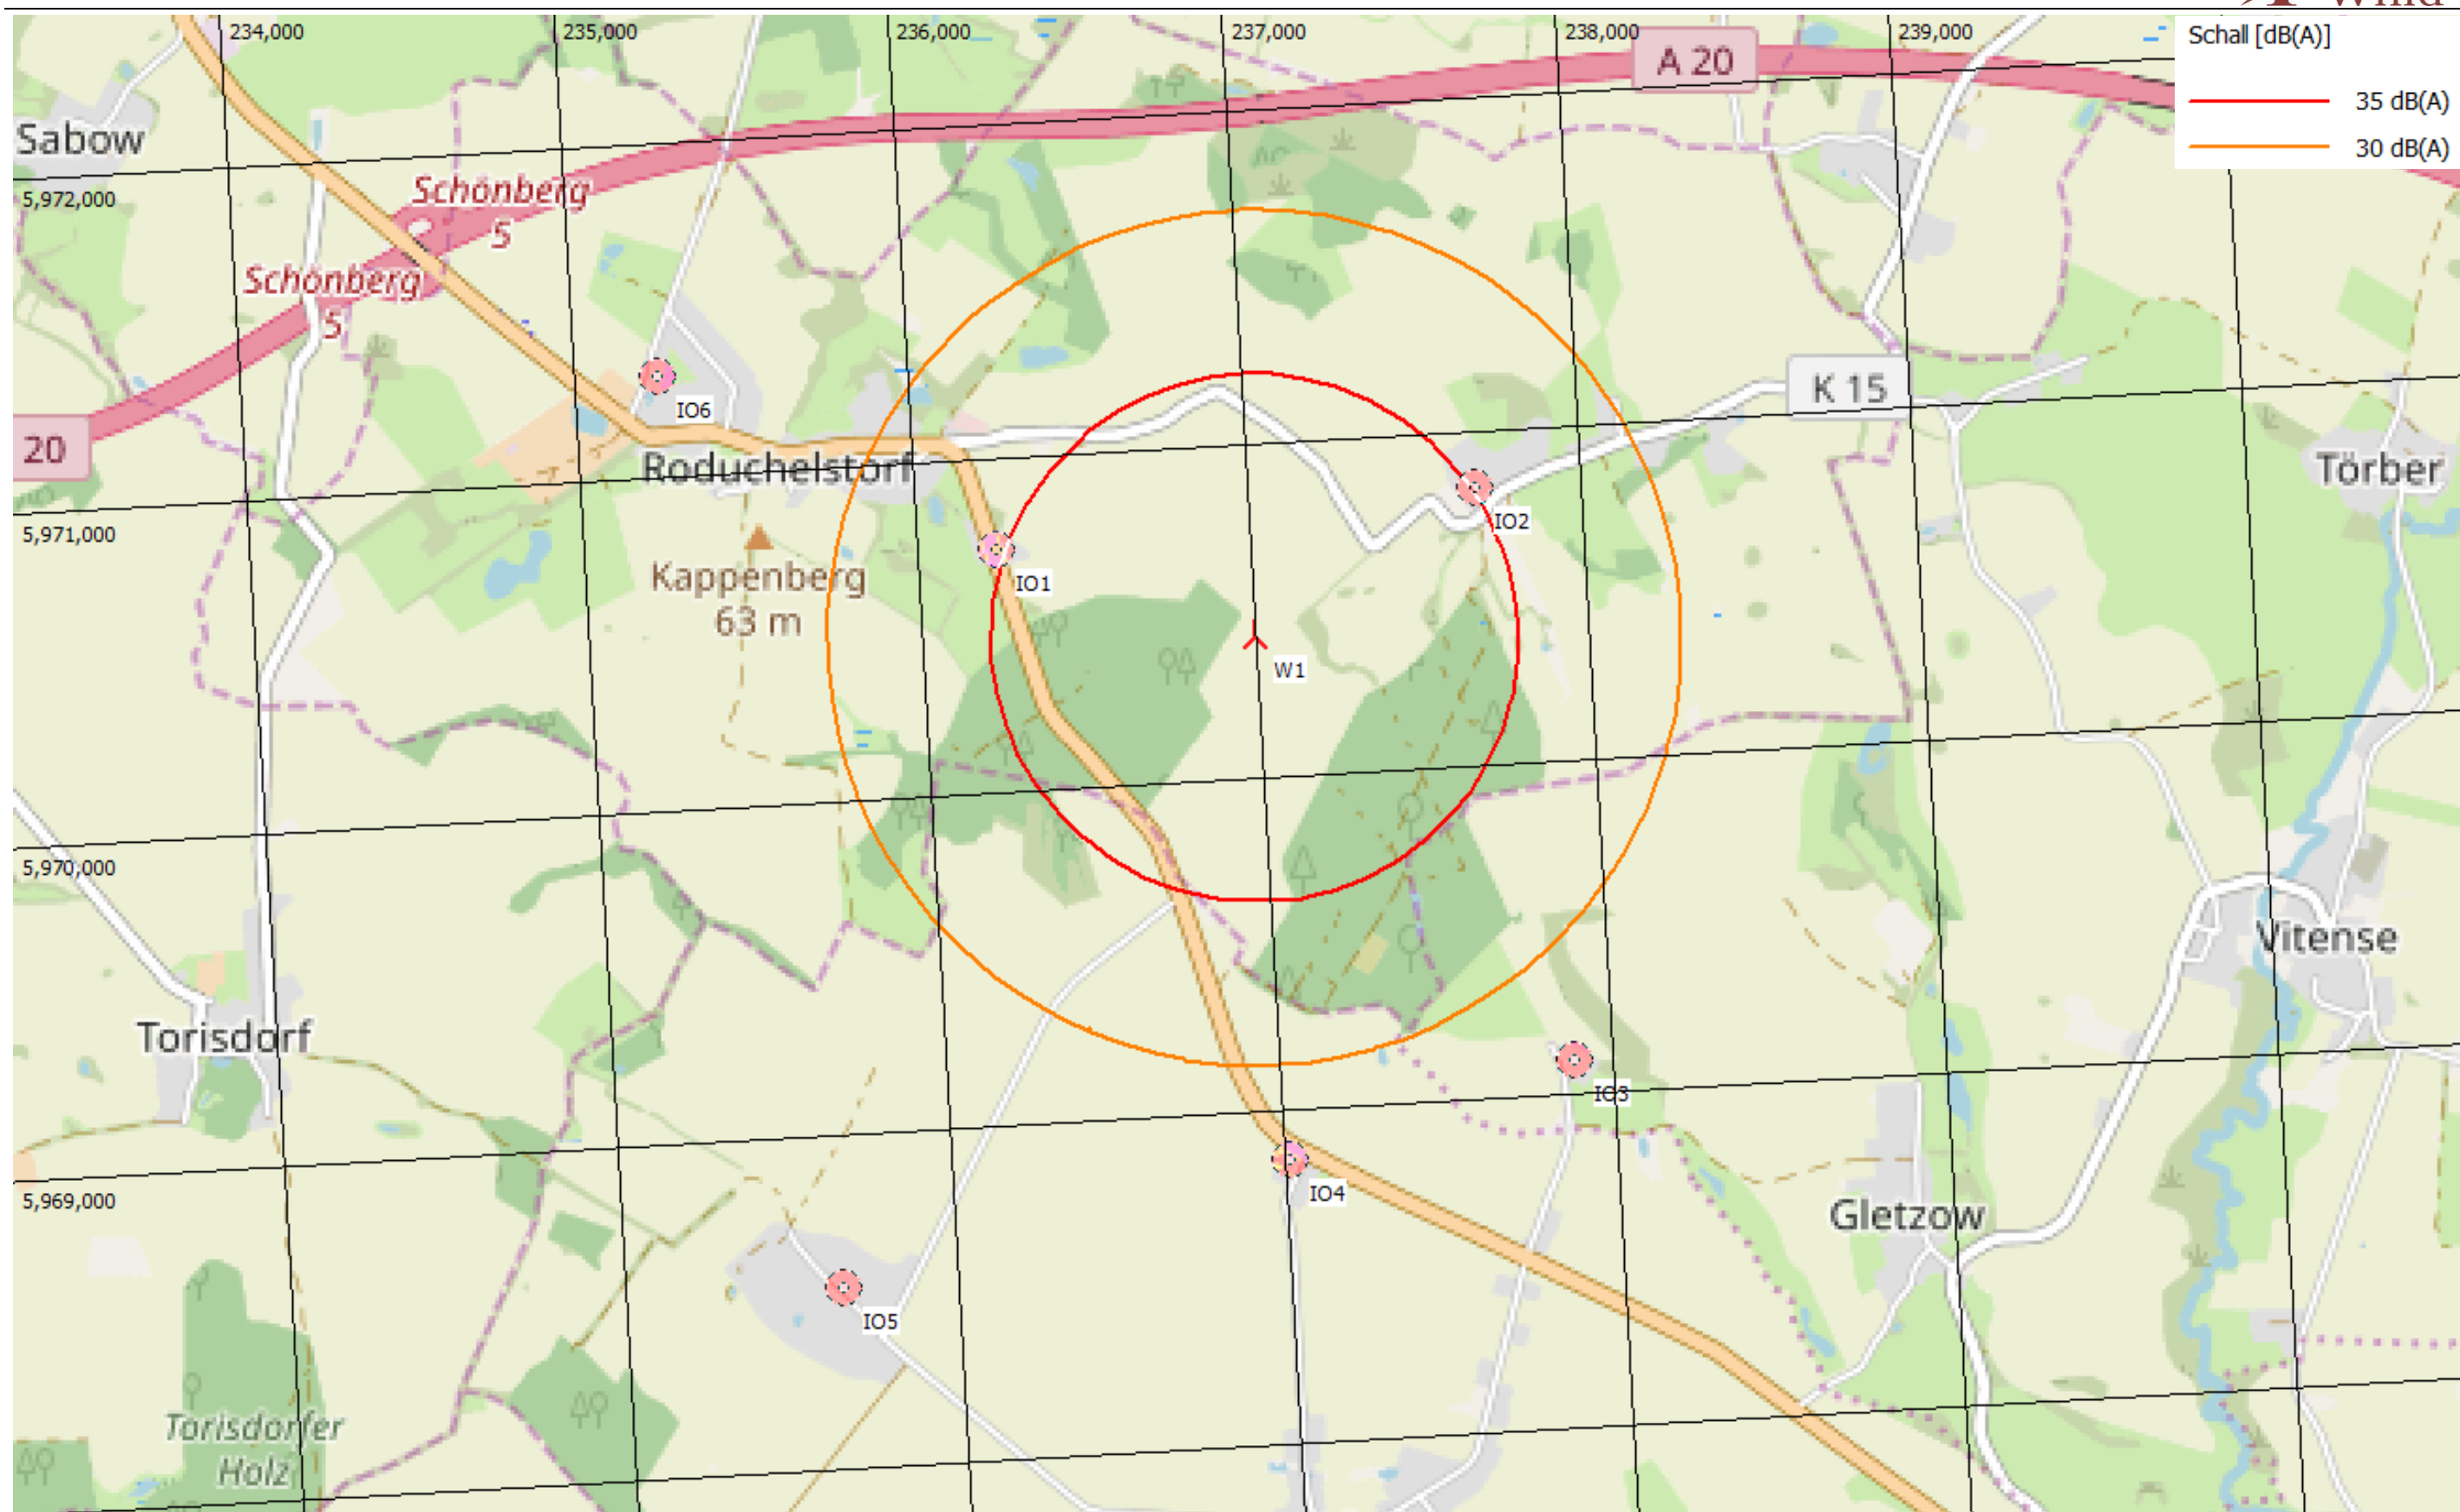 Wind
234,000
235,000
236,000
237,000
238,000
239,000
Schall [dB(A)]
35 dB(A)
30 dB(A)
A 20
Sabow
5,972,000
Schönberg
5
Schönberg
5
K 15
20
IO6
Roduchelstorf
Törber
IO2
5,971,000
IO1
Kappenberg
63 m
W1
5,970,000
Vitense
Torisdorf
IO3
5,969,000
IO4
Gletzow
IO5
Torisdorfer
Holz